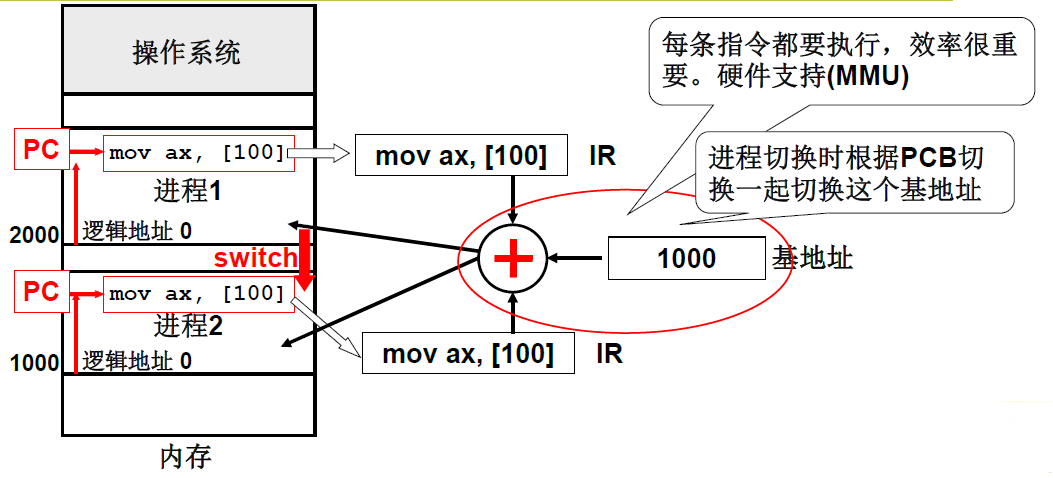 操作系统
每条指令都要执行，效率很重
要。硬件支持(MMU)
PC
mov ax, [100]
mov ax, [100]
IR
进程1
进程切换时根据PCB切
换一起切换这个基地址
2000
逻辑地址 0
switch
+
1000
基地址
PC
mov ax, [100]
进程2
mov ax, [100]
IR
1000
逻辑地址 0
内存